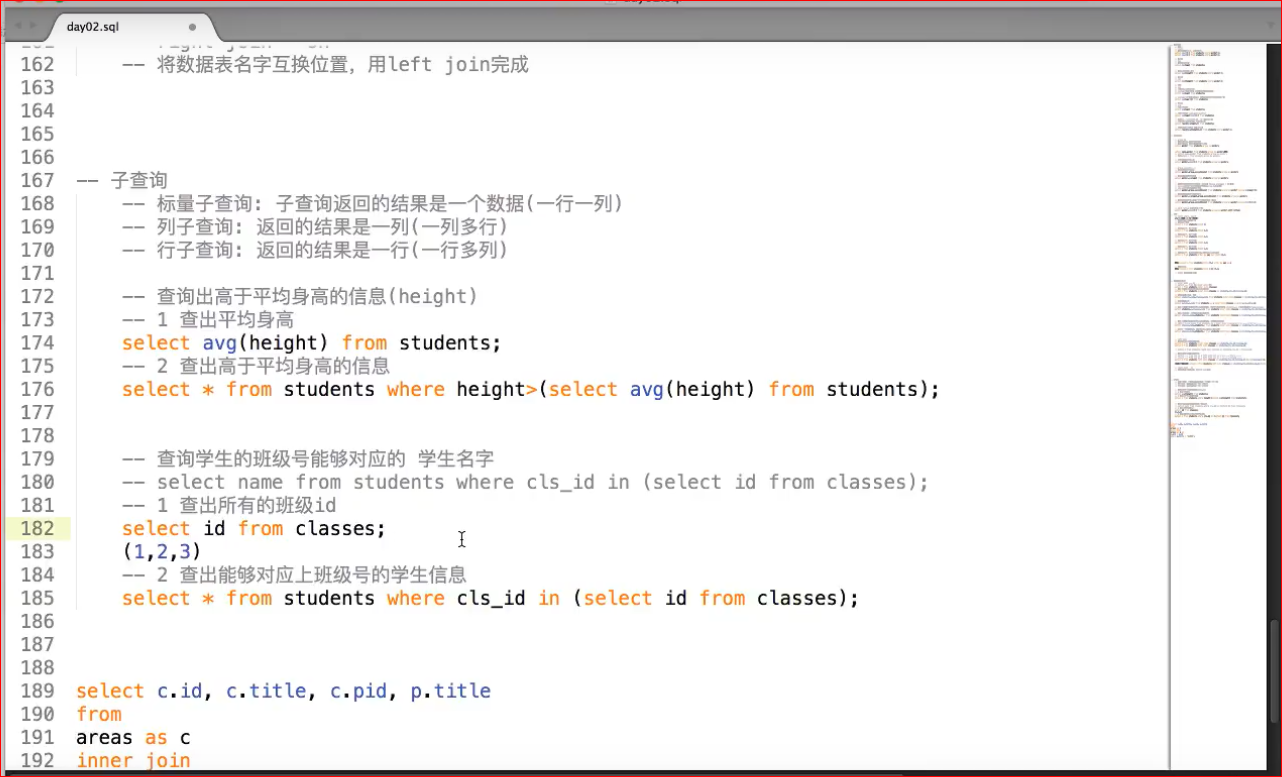 day02.sql
162 -- 将数据表名字互换位置，用left join完成
163
164
165
166
167 -- 子查询
168 -- 标量子查询: 子查询返回的结果是一个数据(一行一列)
169 -- 列子查询: 返回的结果是一列(一列多行)
170 -- 行子查询: 返回的结果是一行(一行多列)
171
172 -- 查询出高于平均身高的信息(height)
173 -- 1 查出平均身高
174 select avg(height) from students;
175 -- 2 查出高于平均身高的信息
176 select * from students where height>(select avg(height) from students);
177
178
179 -- 查询学生的班级号能够对应的 学生名字
180 -- select name from students where cls_id in (select id from classes);
181 -- 1 查出所有的班级id
182 select id from classes;
183 (1,2,3)
184 -- 2 查出能够对应上班级号的学生信息
185 select * from students where cls_id in (select id from classes);
186
187
188
189 select c.id, c.title, c.pid, p.title
190 from
191 areas as c
192 inner join